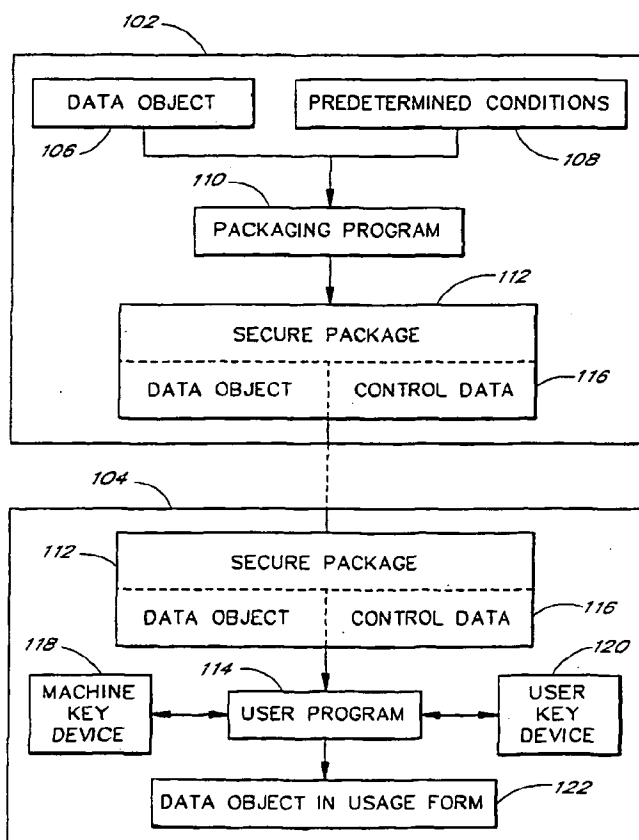 102
DATA OBJECT PREDETERMINED CONDITIONS
106 108
110
PACKAGING PROGRAM
112
SECURE PACKAGE
DATA OBJECT CONTROL DATA 116
104
112 SECURE PACKAGE
DATA OBJECT CONTROL DATA 116
118 114 120
MACHINE KEY DEVICE
USER PROGRAM
USER KEY DEVICE
DATA OBJECT IN USAGE FORM 122